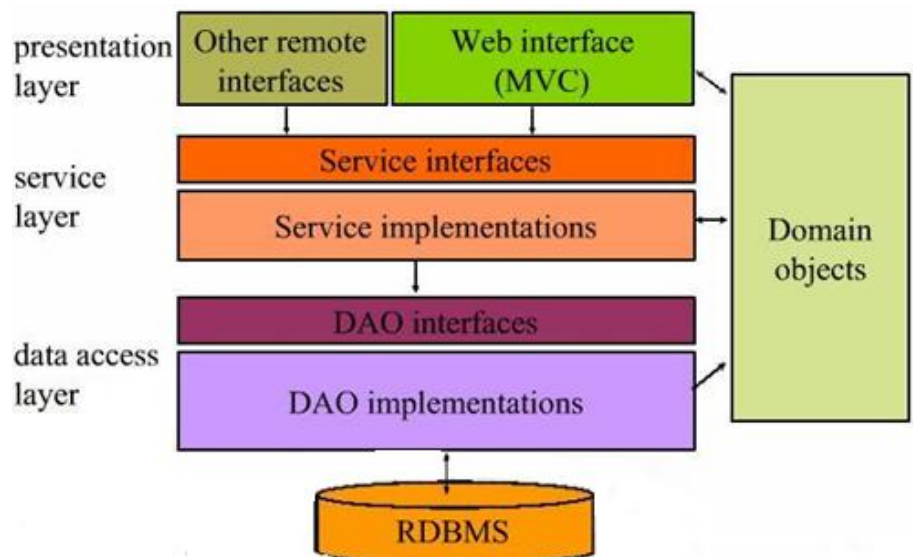 presentation
layer
Other remote
interfaces
Web interface
(MVC)
service
layer
Service interfaces
Service implementations
Domain
objects
data access
layer
DAO interfaces
DAO implementations
RDBMS